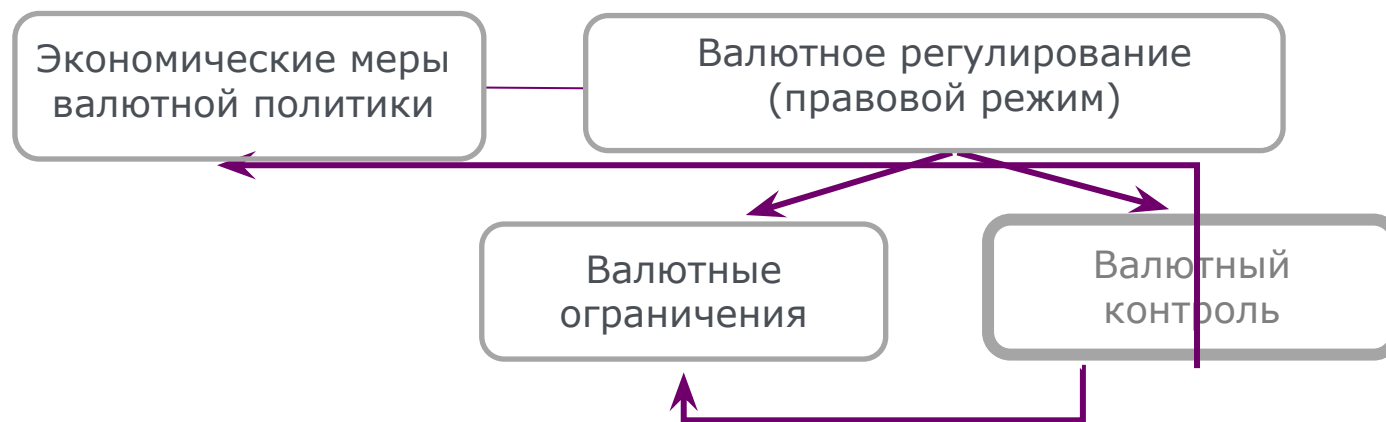 Экономические меры
валютной политики
Валютное регулирование
(правовой режим)
Валютные
ограничения
Валютный
контроль